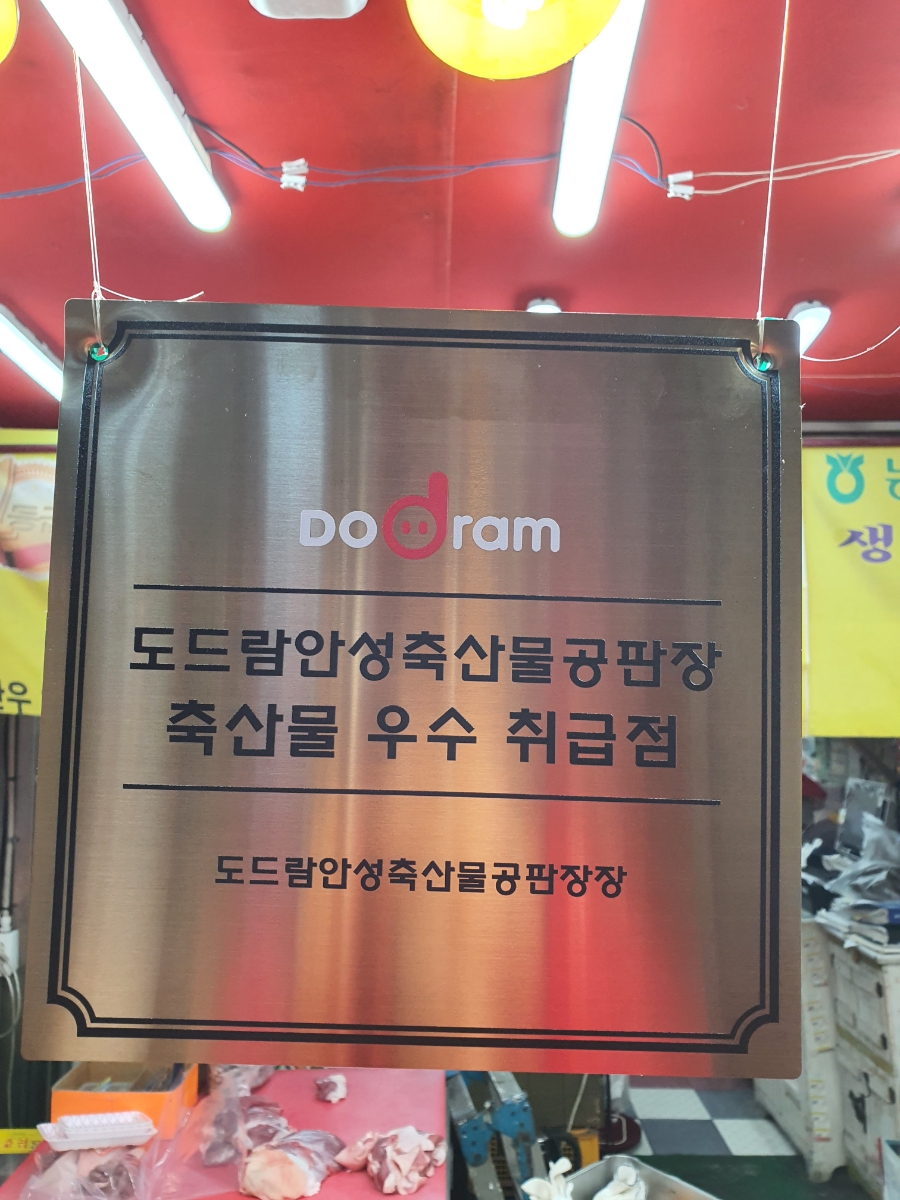 Dodram
도드람안성축산물공판장
축산물 우수 취급점
도드람안성축산물공판장장
생